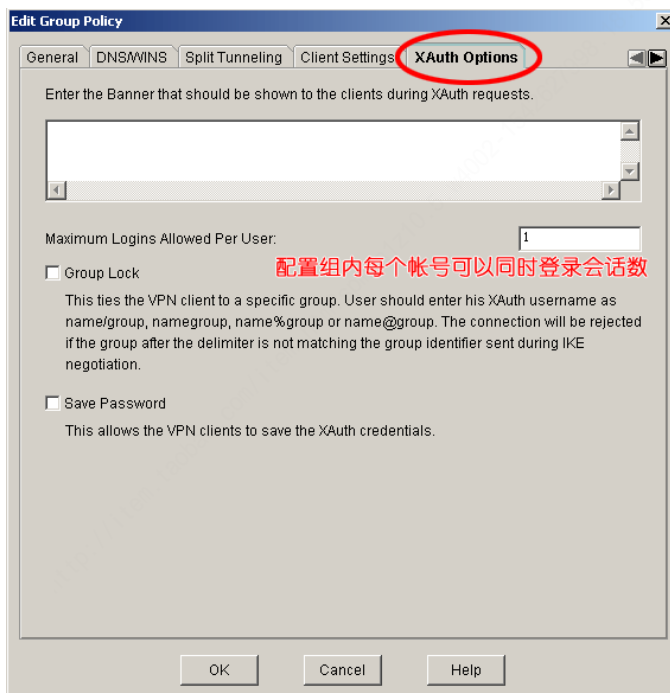 Edit Group Policy
General DNS/WINS Split Tunneling Client Settings XAuth Options
Enter the Banner that should be shown to the clients during XAuth requests.
Maximum Logins Allowed Per User: 1
配置组内每个帐号可以同时登录会话数
Group Lock
This ties the VPN client to a specific group. User should enter his XAuth username as
name/group, namegroup, name%group or name@group. The connection will be rejected
if the group after the delimiter is not matching the group identifier sent during IKE
negotiation.
Save Password
This allows the VPN clients to save the XAuth credentials.
OK Cancel Help